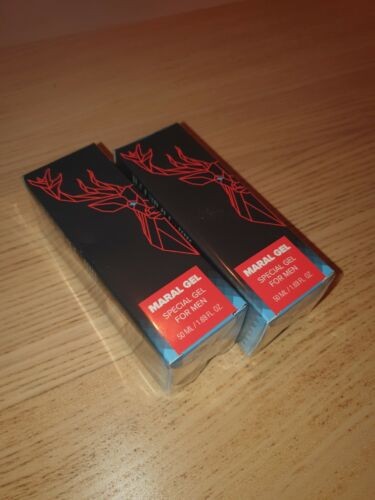 MARAL GEL
SPECIAL GEL
FOR MEN
50 ML / 1.69 FL. OZ.
MARAL GEL
SPECIAL GEL
FOR MEN
50 ML / 1.69 FL. OZ.